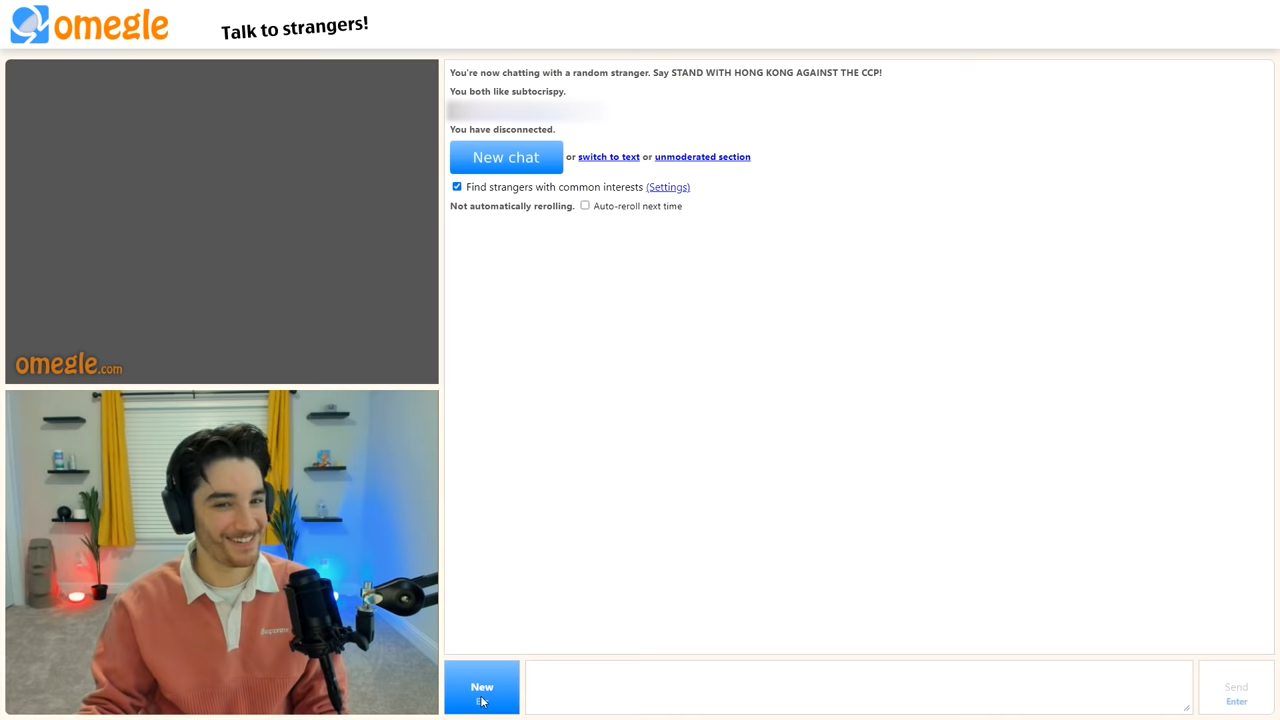 omegle
Talk to strangers!
You're now chatting with a random stranger. Say STAND WITH HONG KONG AGAINST THE CCP!
You both like subtocrispy.
You have disconnected.
New chat or switch to text or unmoderated section
Find strangers with common interests (Settings)
Not automatically rerolling. Auto-reroll next time
omegle.com
Supreme
New
Send
Enter